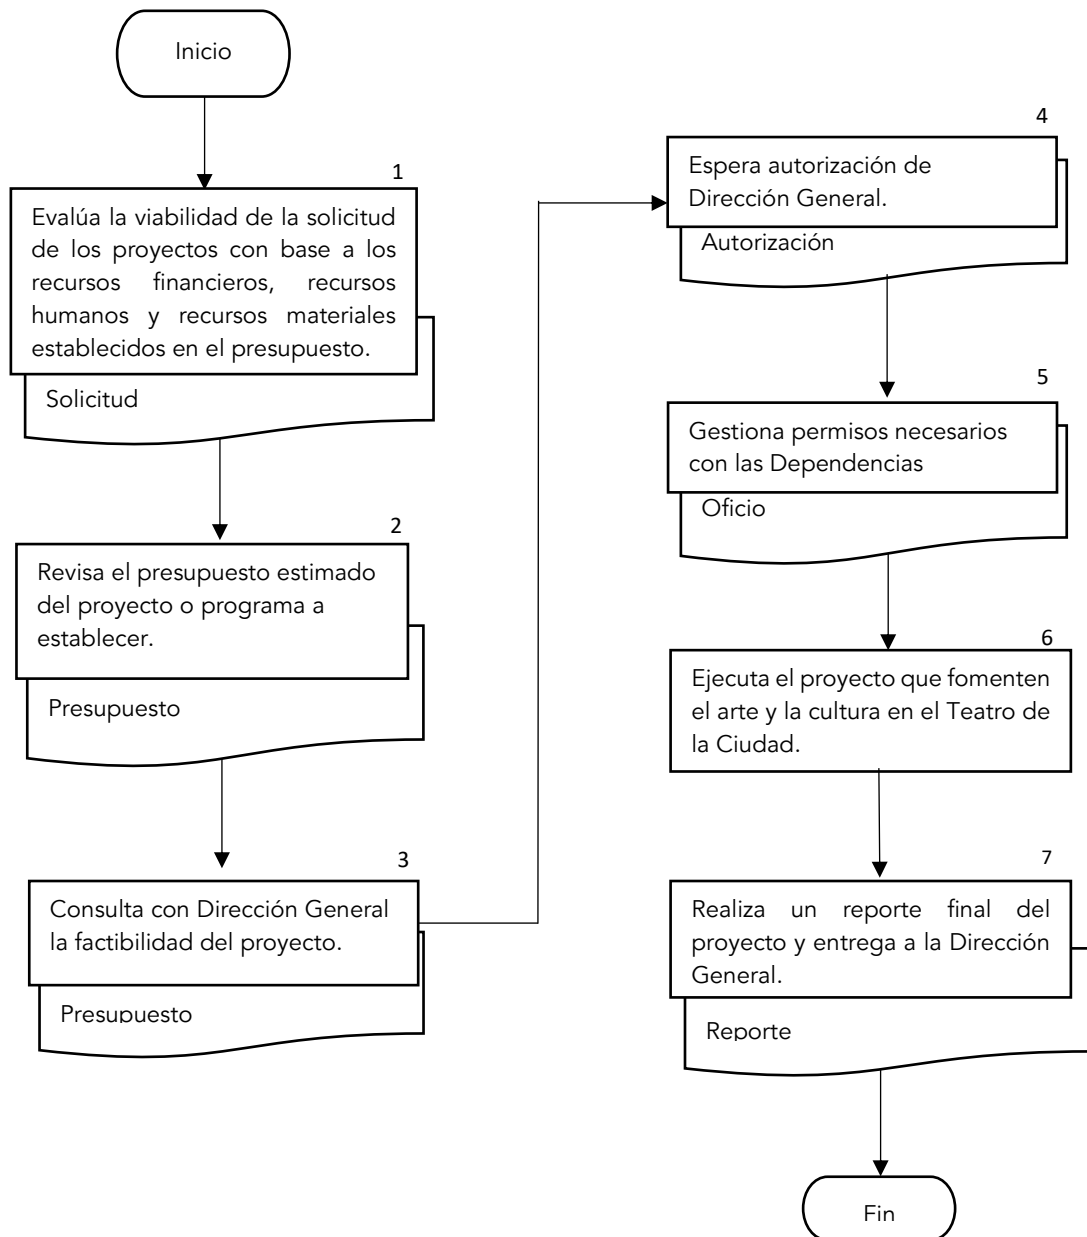 Inicio
1
Evalúa la viabilidad de la solicitud
de los proyectos con base a los
recursos financieros, recursos
humanos y recursos materiales
establecidos en el presupuesto.
Solicitud
2
Revisa el presupuesto estimado
del proyecto o programa a
establecer.
Presupuesto
3
Consulta con Dirección General
la factibilidad del proyecto.
Presupuesto
4
Espera autorización de
Dirección General.
Autorización
5
Gestiona permisos necesarios
con las Dependencias
Oficio
6
Ejecuta el proyecto que fomenten
el arte y la cultura en el Teatro de
la Ciudad.
7
Realiza un reporte final del
proyecto y entrega a la Dirección
General.
Reporte
Fin